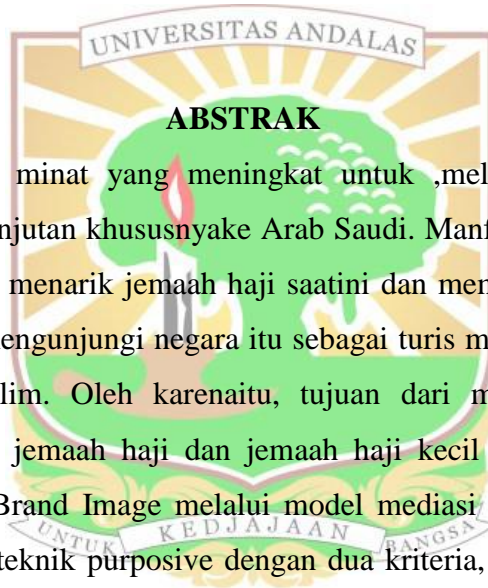 UNIVERSITAS ANDALAS
ABSTRAK
minat yang meningkat untuk ,mel
njutan khususnyake Arab Saudi. Manf
menarik jemaah haji saatini dan men
engunjungi negara itu sebagai turis m
lim. Oleh karenaitu, tujuan dari m
jemaah haji dan jemaah haji kecil
Brand Image melalui model mediasi
UNTUK KEDJAJAAN BANGSA
teknik purposive dengan dua kriteria,